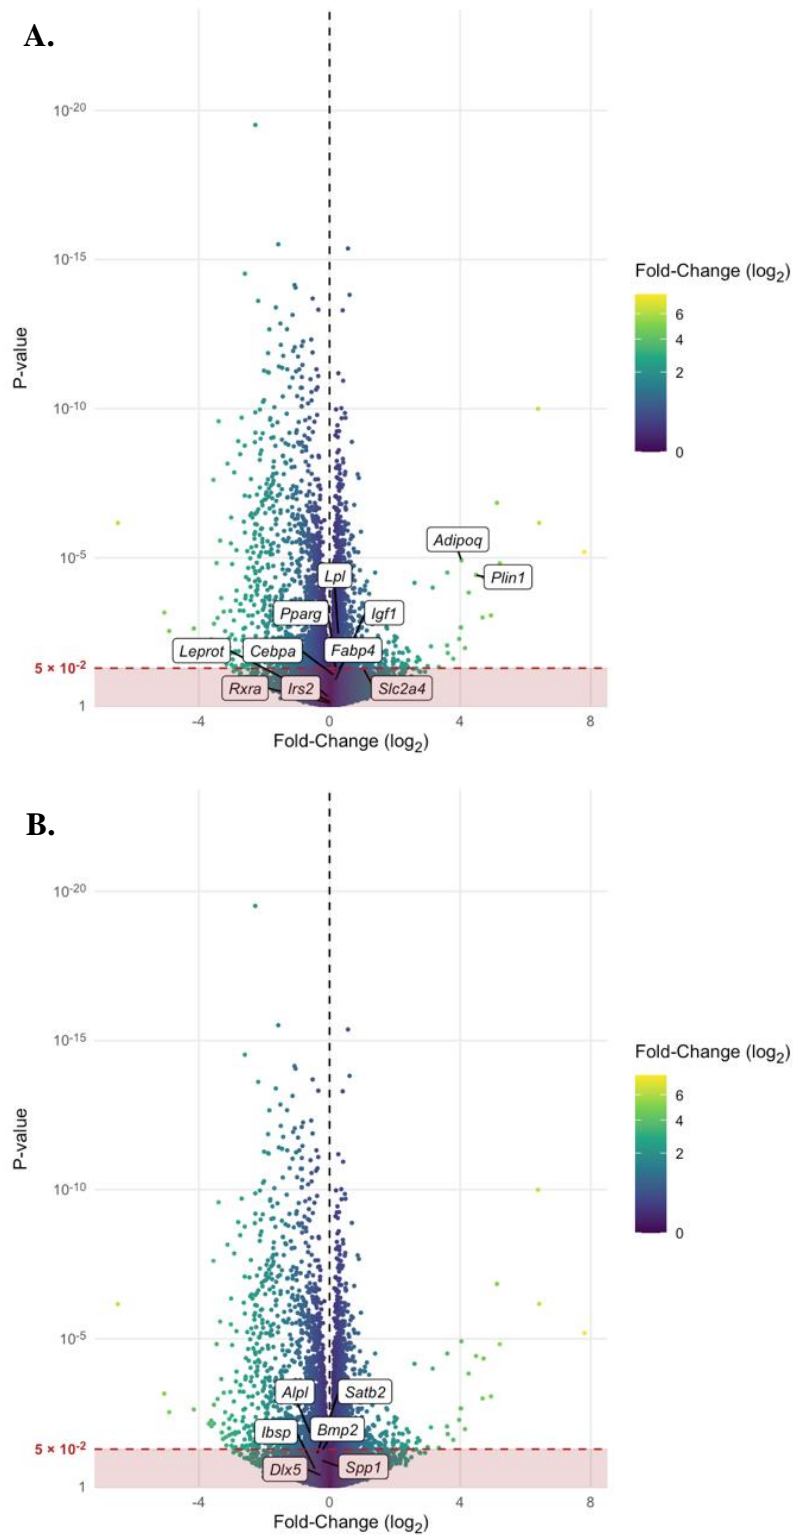 A.
10-20
10-15
10-10
10-5
5 × 10-2
1
P-value
Adipoq
Plin1
Lpl
Pparg
Igf1
Leprot
Cebpa
Fabp4
Rxra
Irs2
Slc2a4
-4
0
4
8
Fold-Change (log2)
Fold-Change (log2)
6
4
2
0
B.
10-20
10-15
10-10
10-5
5 × 10-2
1
P-value
Alpl
Satb2
Ibsp
Bmp2
Dlx5
Spp1
-4
0
4
8
Fold-Change (log2)
Fold-Change (log2)
6
4
2
0